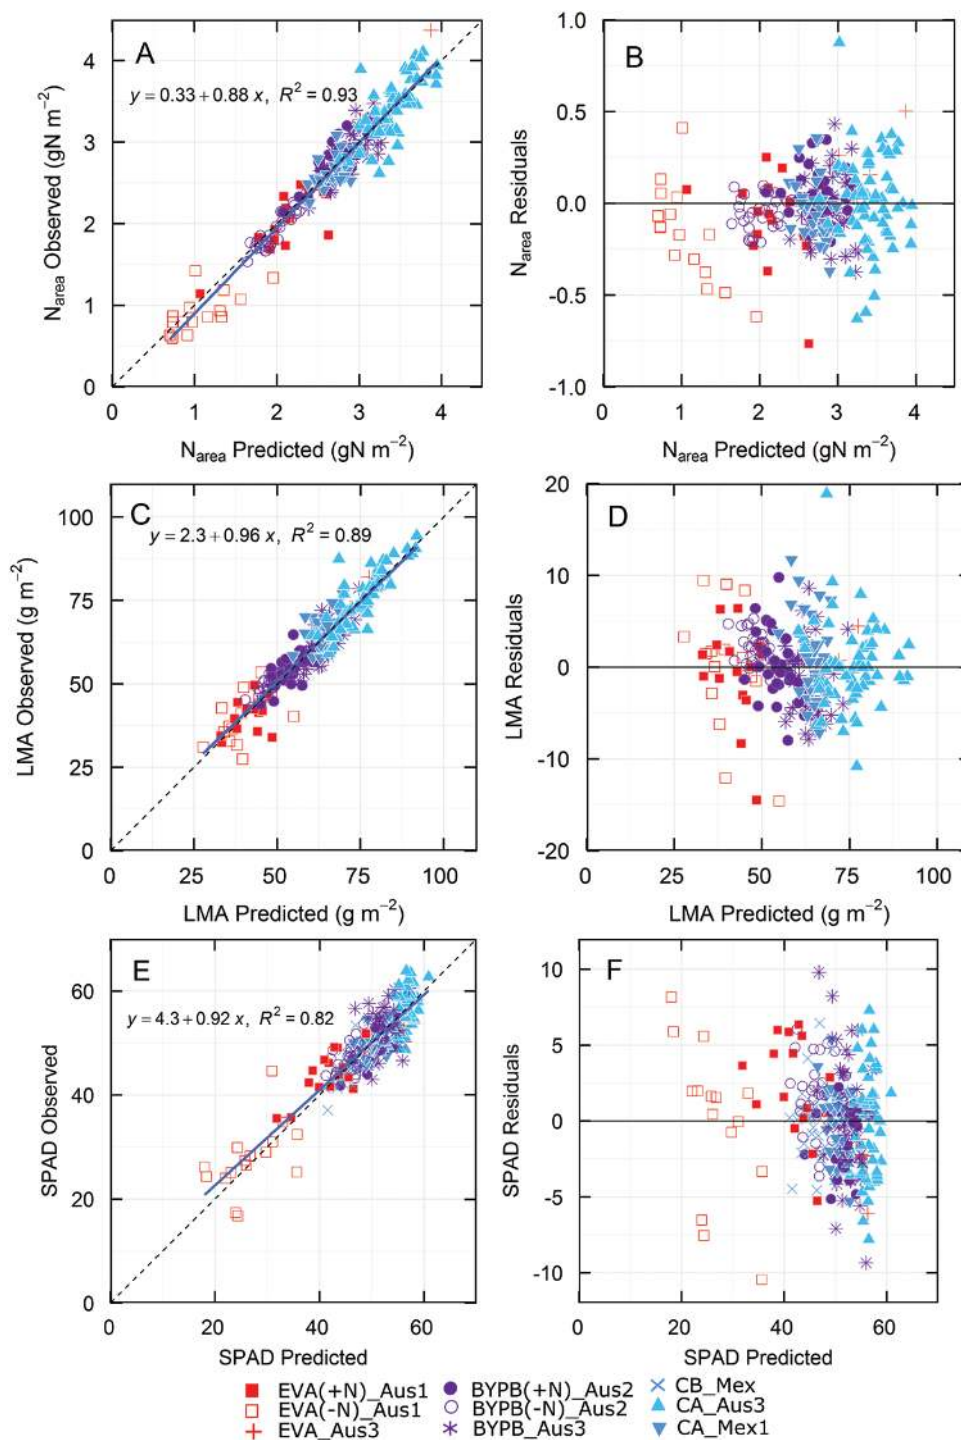 A
y = 0.33 + 0.88 x, R² = 0.93
N_area Observed (gN m⁻²)
4
3
2
1
0
0 1 2 3 4
N_area Predicted (gN m⁻²)
B
N_area Residuals
1.0
0.5
0.0
-0.5
-1.0
0 1 2 3 4
N_area Predicted (gN m⁻²)
C
y = 2.3 + 0.96 x, R² = 0.89
LMA Observed (g m⁻²)
100
75
50
25
0
0 25 50 75 100
LMA Predicted (g m⁻²)
D
LMA Residuals
20
10
0
-10
-20
0 25 50 75 100
LMA Predicted (g m⁻²)
E
y = 4.3 + 0.92 x, R² = 0.82
SPAD Observed
60
40
20
0
0 20 40 60
SPAD Predicted
F
SPAD Residuals
10
5
0
-5
-10
0 20 40 60
SPAD Predicted
EVA(+N)_Aus1
EVA(-N)_Aus1
EVA_Aus3
BYPB(+N)_Aus2
BYPB(-N)_Aus2
BYPB_Aus3
CB_Mex
CA_Aus3
CA_Mex1